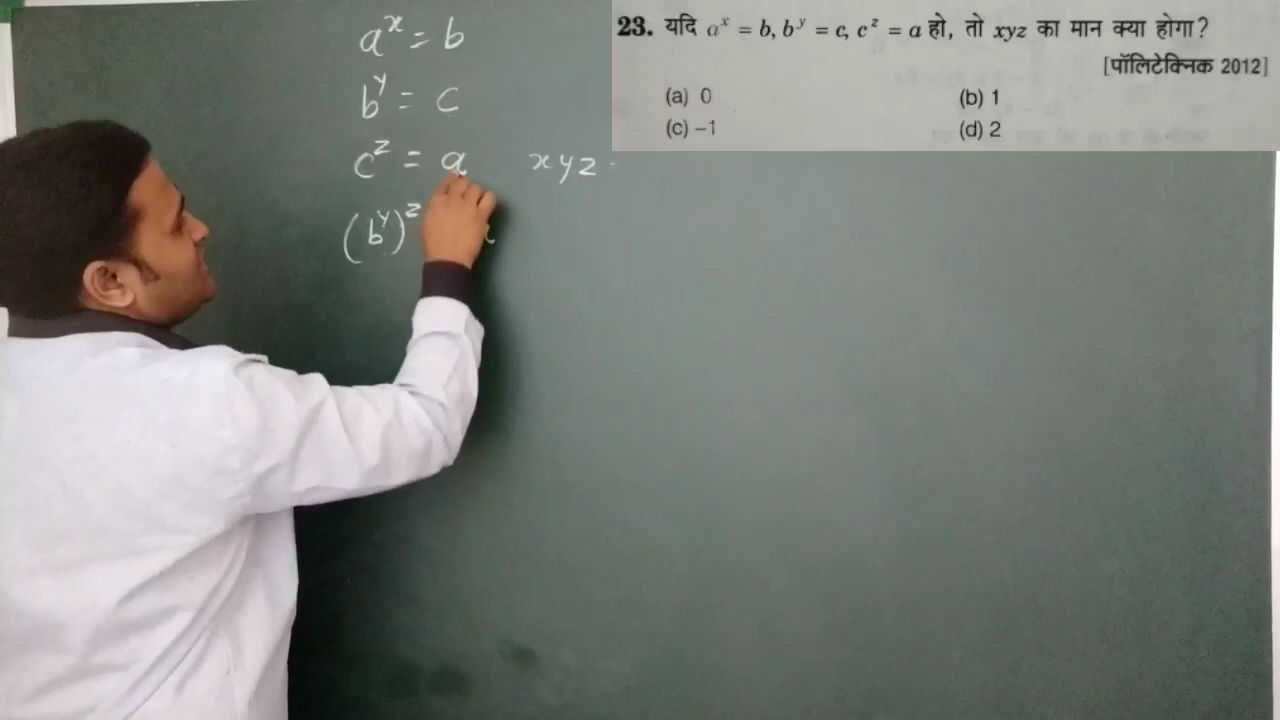 a^x = b
b^y = c
c^z = a xyz
(b^y)^z
23. यदि a^x = b, b^y = c, c^z = a हो, तो xyz का मान क्या होगा?
[पॉलिटेक्निक 2012]
(a) 0 (b) 1
(c) –1 (d) 2